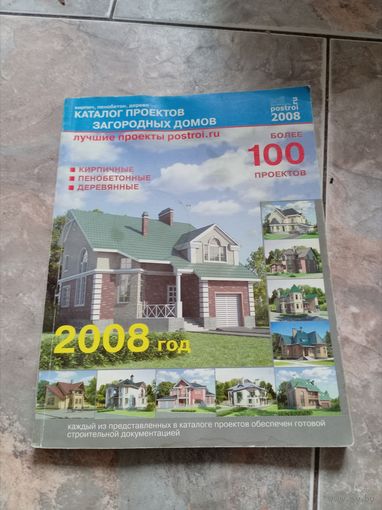 кирпич, пенобетон, дерево
КАТАЛОГ ПРОЕКТОВ
ЗАГОРОДНЫХ ДОМОВ
лучшие проекты postroi.ru
postroi.ru
2008
БОЛЕЕ
100
ПРОЕКТОВ
КИРПИЧНЫЕ
ПЕНОБЕТОННЫЕ
ДЕРЕВЯННЫЕ
2008 год
каждый из представленных в каталоге проектов обеспечен готовой
строительной документацией